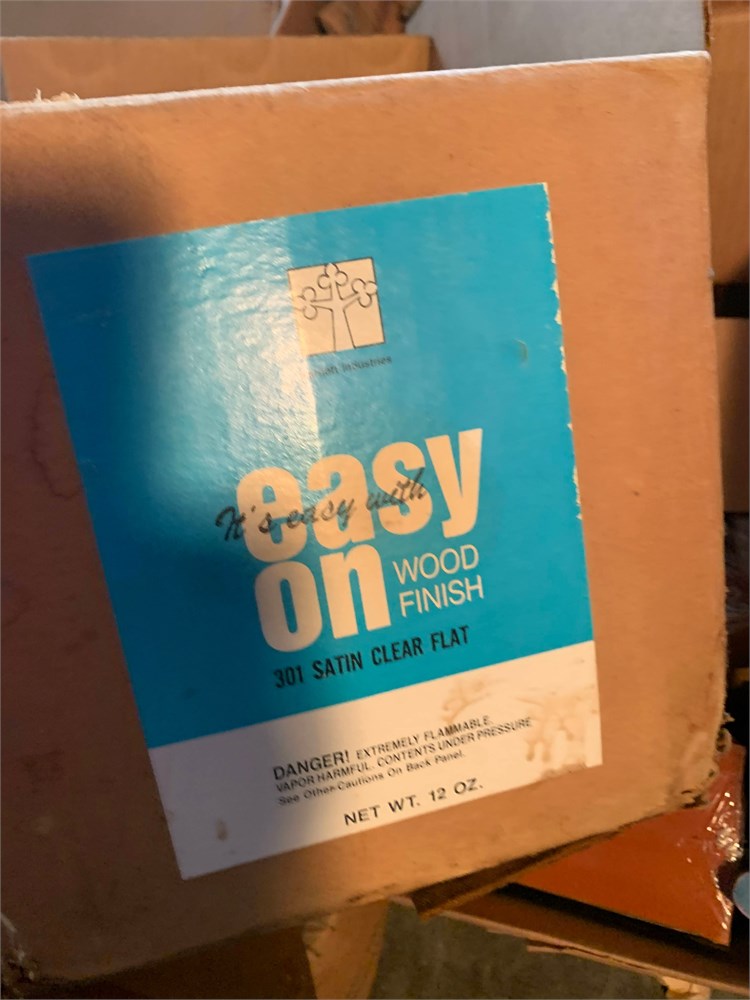 Industries
It's easy with
easy
on WOOD
FINISH
301 SATIN CLEAR FLAT
DANGER! EXTREMELY FLAMMABLE.
VAPOR HARMFUL. CONTENTS UNDER PRESSURE
See Other Cautions On Back Panel.
NET WT. 12 OZ.